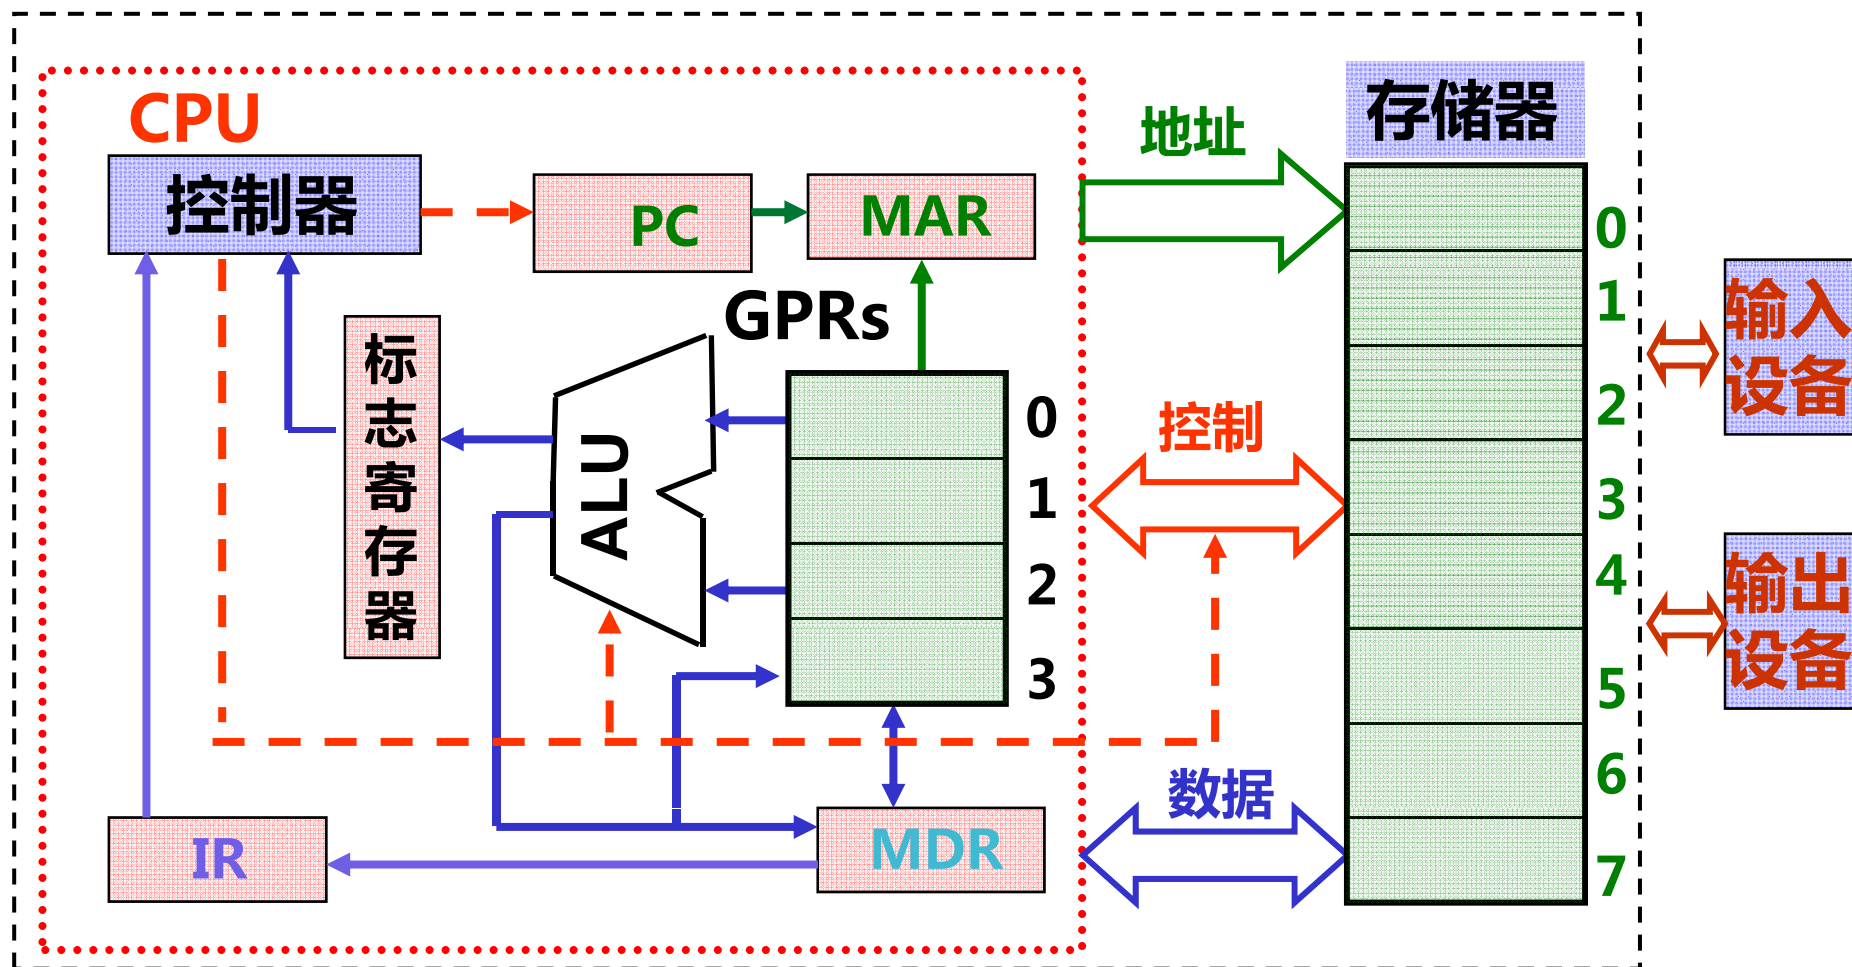 CPU
控制器
PC
MAR
地址
存储器
GPRs
标
志
寄
存
器
ALU
0
1
2
3
控制
数据
IR
MDR
0
1
2
3
4
5
6
7
输入
设备
输出
设备